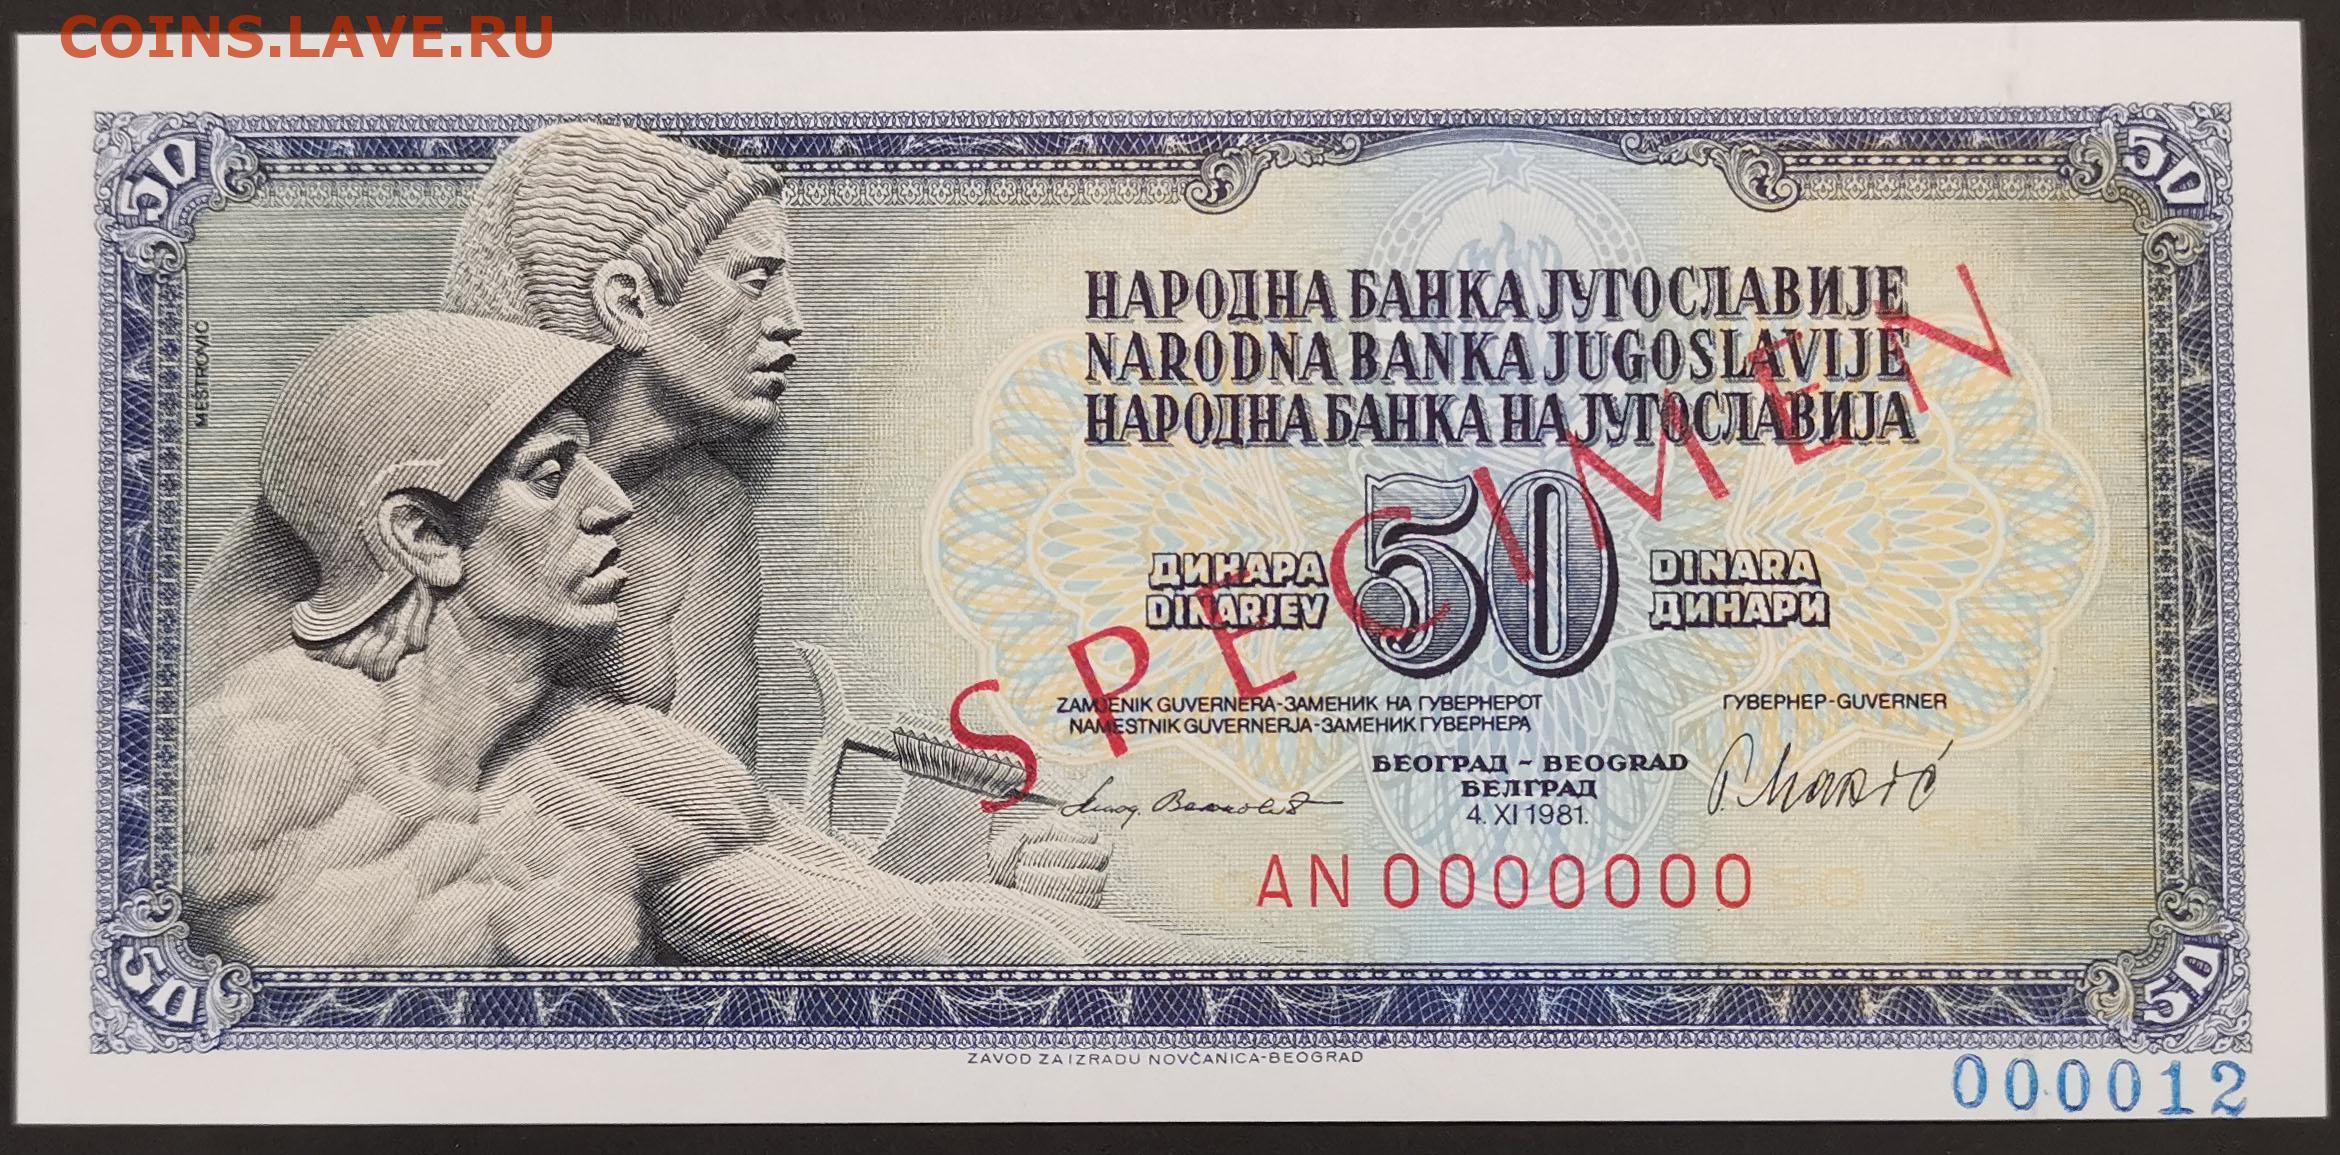 COINS.LAVE.RU
50
50
MEŠTROVIĆ
НАРОДНА БАНКА ЈУГОСЛАВИЈЕ
NARODNA BANKA JUGOSLAVIJE
НАРОДНА БАНКА НА ЈУГОСЛАВИЈА
SPECIMEN
ДИНАРА 50 DINARA
DINARJEV ДИНАРИ
ZAMJENIK GUVERNERA-ЗАМЕНИК НА ГУВЕРНЕРОТ
NAMESTNIK GUVERNERJA-ЗАМЕНИК ГУВЕРНЕРА
ГУВЕРНЕР-GUVERNER
БЕОГРАД - BEOGRAD
БЕЛГРАД
4. XI 1981.
AN 0000000
50
50
ZAVOD ZA IZRADU NOVČANICA-BEOGRAD
000012